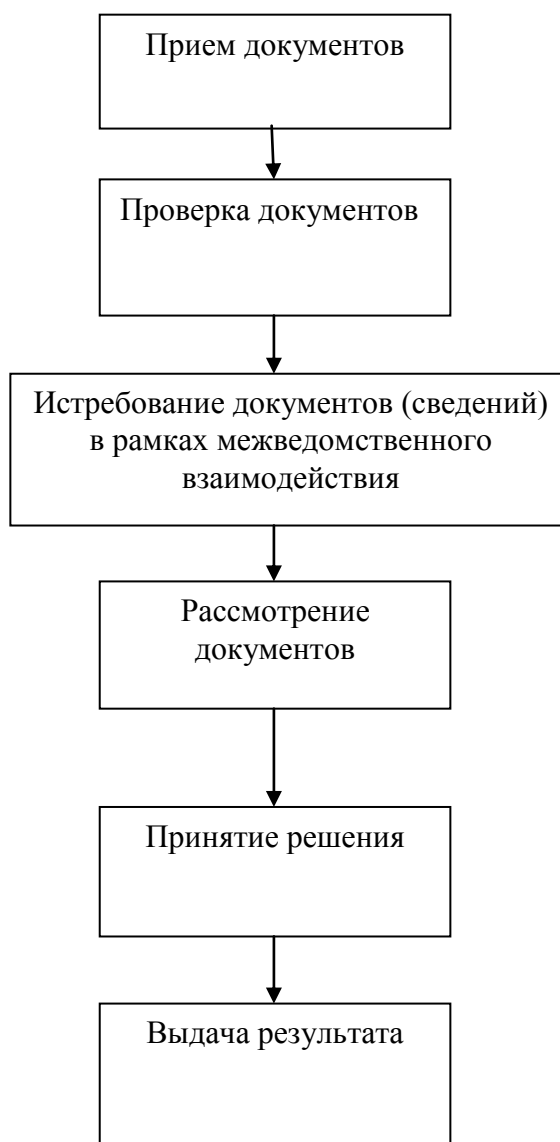 Прием документов
Проверка документов
Истребование документов (сведений)
в рамках межведомственного
взаимодействия
Рассмотрение
документов
Принятие решения
Выдача результата